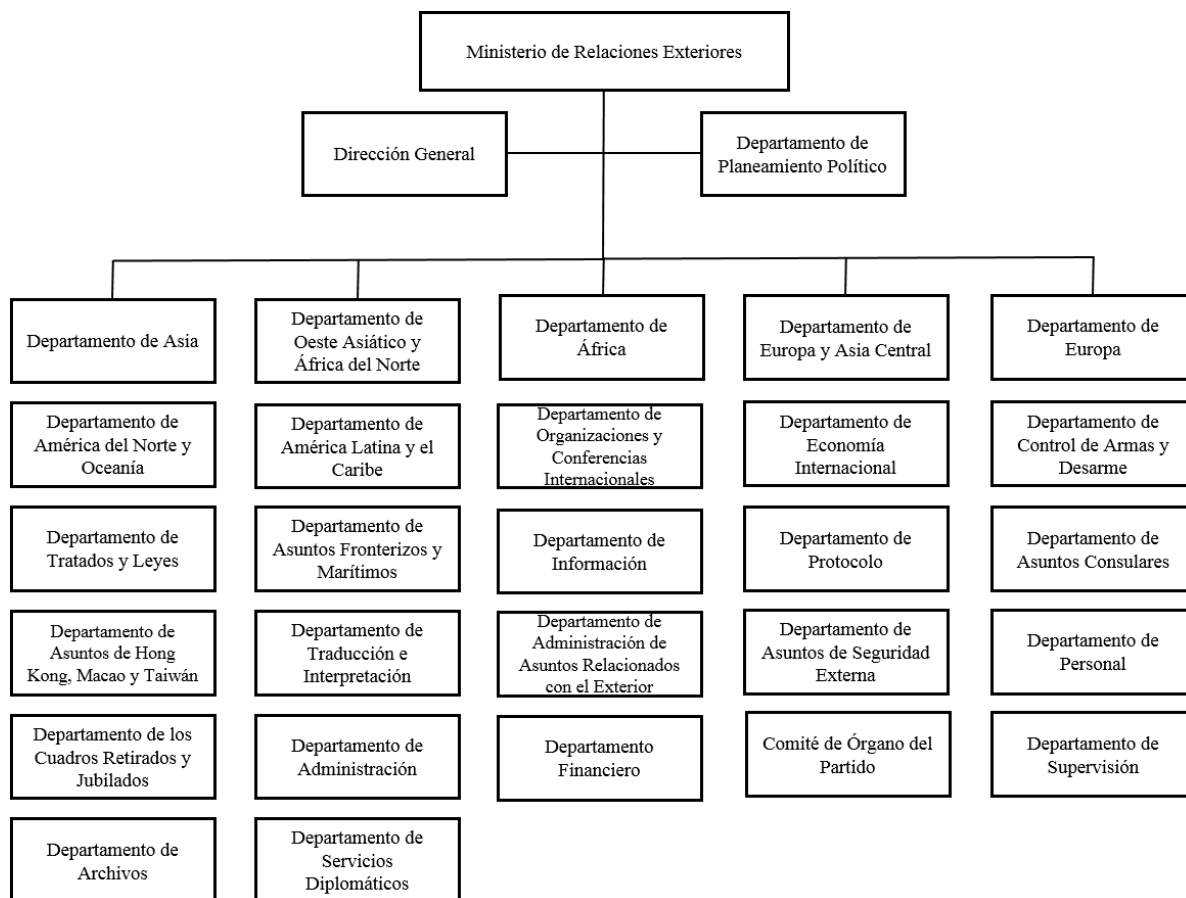 Ministerio de Relaciones Exteriores
Dirección General
Departamento de
Planeamiento Político
Departamento de Asia
Departamento de
Oeste Asiático y
África del Norte
Departamento de
África
Departamento de
Europa y Asia Central
Departamento de
Europa
Departamento de
América del Norte y
Oceanía
Departamento de
América Latina y el
Caribe
Departamento de
Organizaciones y
Conferencias
Internacionales
Departamento de
Economía
Internacional
Departamento de
Control de Armas y
Desarme
Departamento de
Tratados y Leyes
Departamento de
Asuntos Fronterizos y
Marítimos
Departamento de
Información
Departamento de
Protocolo
Departamento de
Asuntos Consulares
Departamento de
Asuntos de Hong
Kong, Macao y Taiwán
Departamento de
Traducción e
Interpretación
Departamento de
Administración de
Asuntos Relacionados
con el Exterior
Departamento de
Asuntos de Seguridad
Externa
Departamento de
Personal
Departamento de los
Cuadros Retirados y
Jubilados
Departamento de
Administración
Departamento
Financiero
Comité de Órgano del
Partido
Departamento de
Supervisión
Departamento de
Archivos
Departamento de
Servicios
Diplomáticos